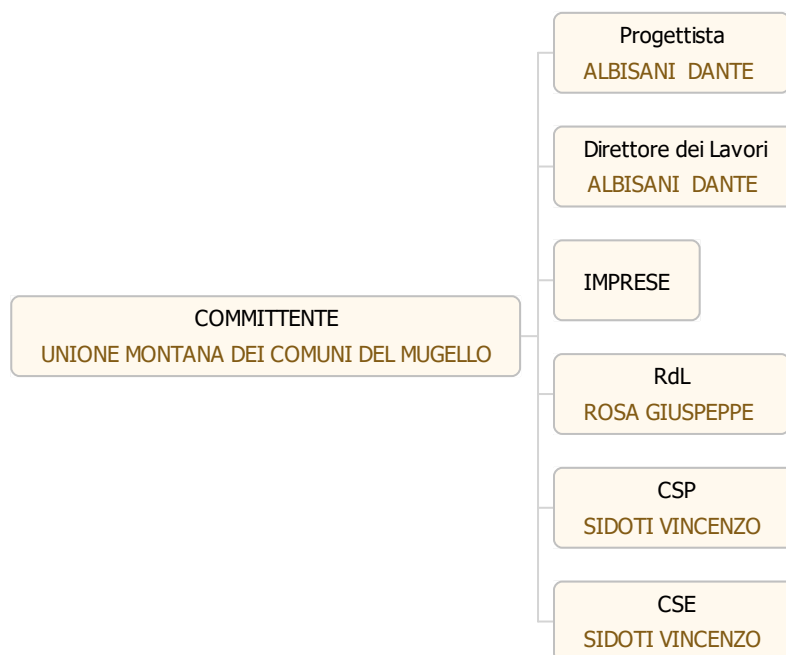 Progettista
ALBISANI DANTE
Direttore dei Lavori
ALBISANI DANTE
IMPRESE
COMMITTENTE
UNIONE MONTANA DEI COMUNI DEL MUGELLO
RdL
ROSA GIUSPEPPE
CSP
SIDOTI VINCENZO
CSE
SIDOTI VINCENZO